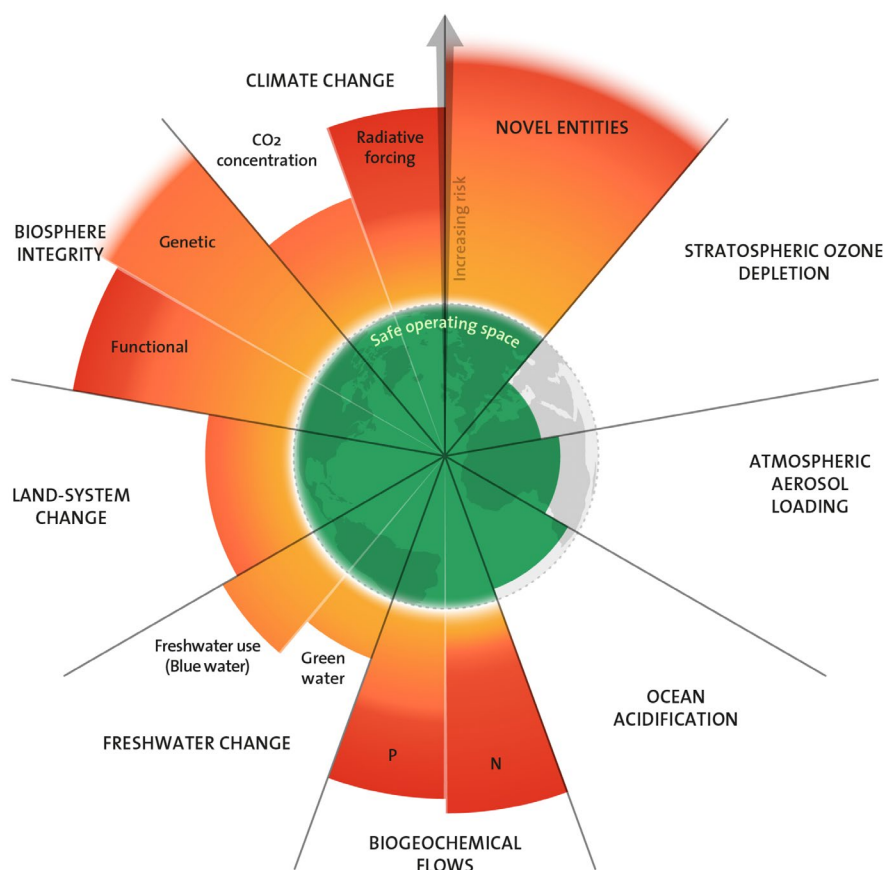 CLIMATE CHANGE
CO2
concentration
Radiative
forcing
NOVEL ENTITIES
Increasing risk
BIOSPHERE
INTEGRITY
Genetic
Functional
STRATOSPHERIC OZONE
DEPLETION
Safe operating space
LAND-SYSTEM
CHANGE
ATMOSPHERIC
AEROSOL
LOADING
Freshwater use
(Blue water)
Green
water
FRESHWATER CHANGE
OCEAN
ACIDIFICATION
P
N
BIOGEOCHEMICAL
FLOWS